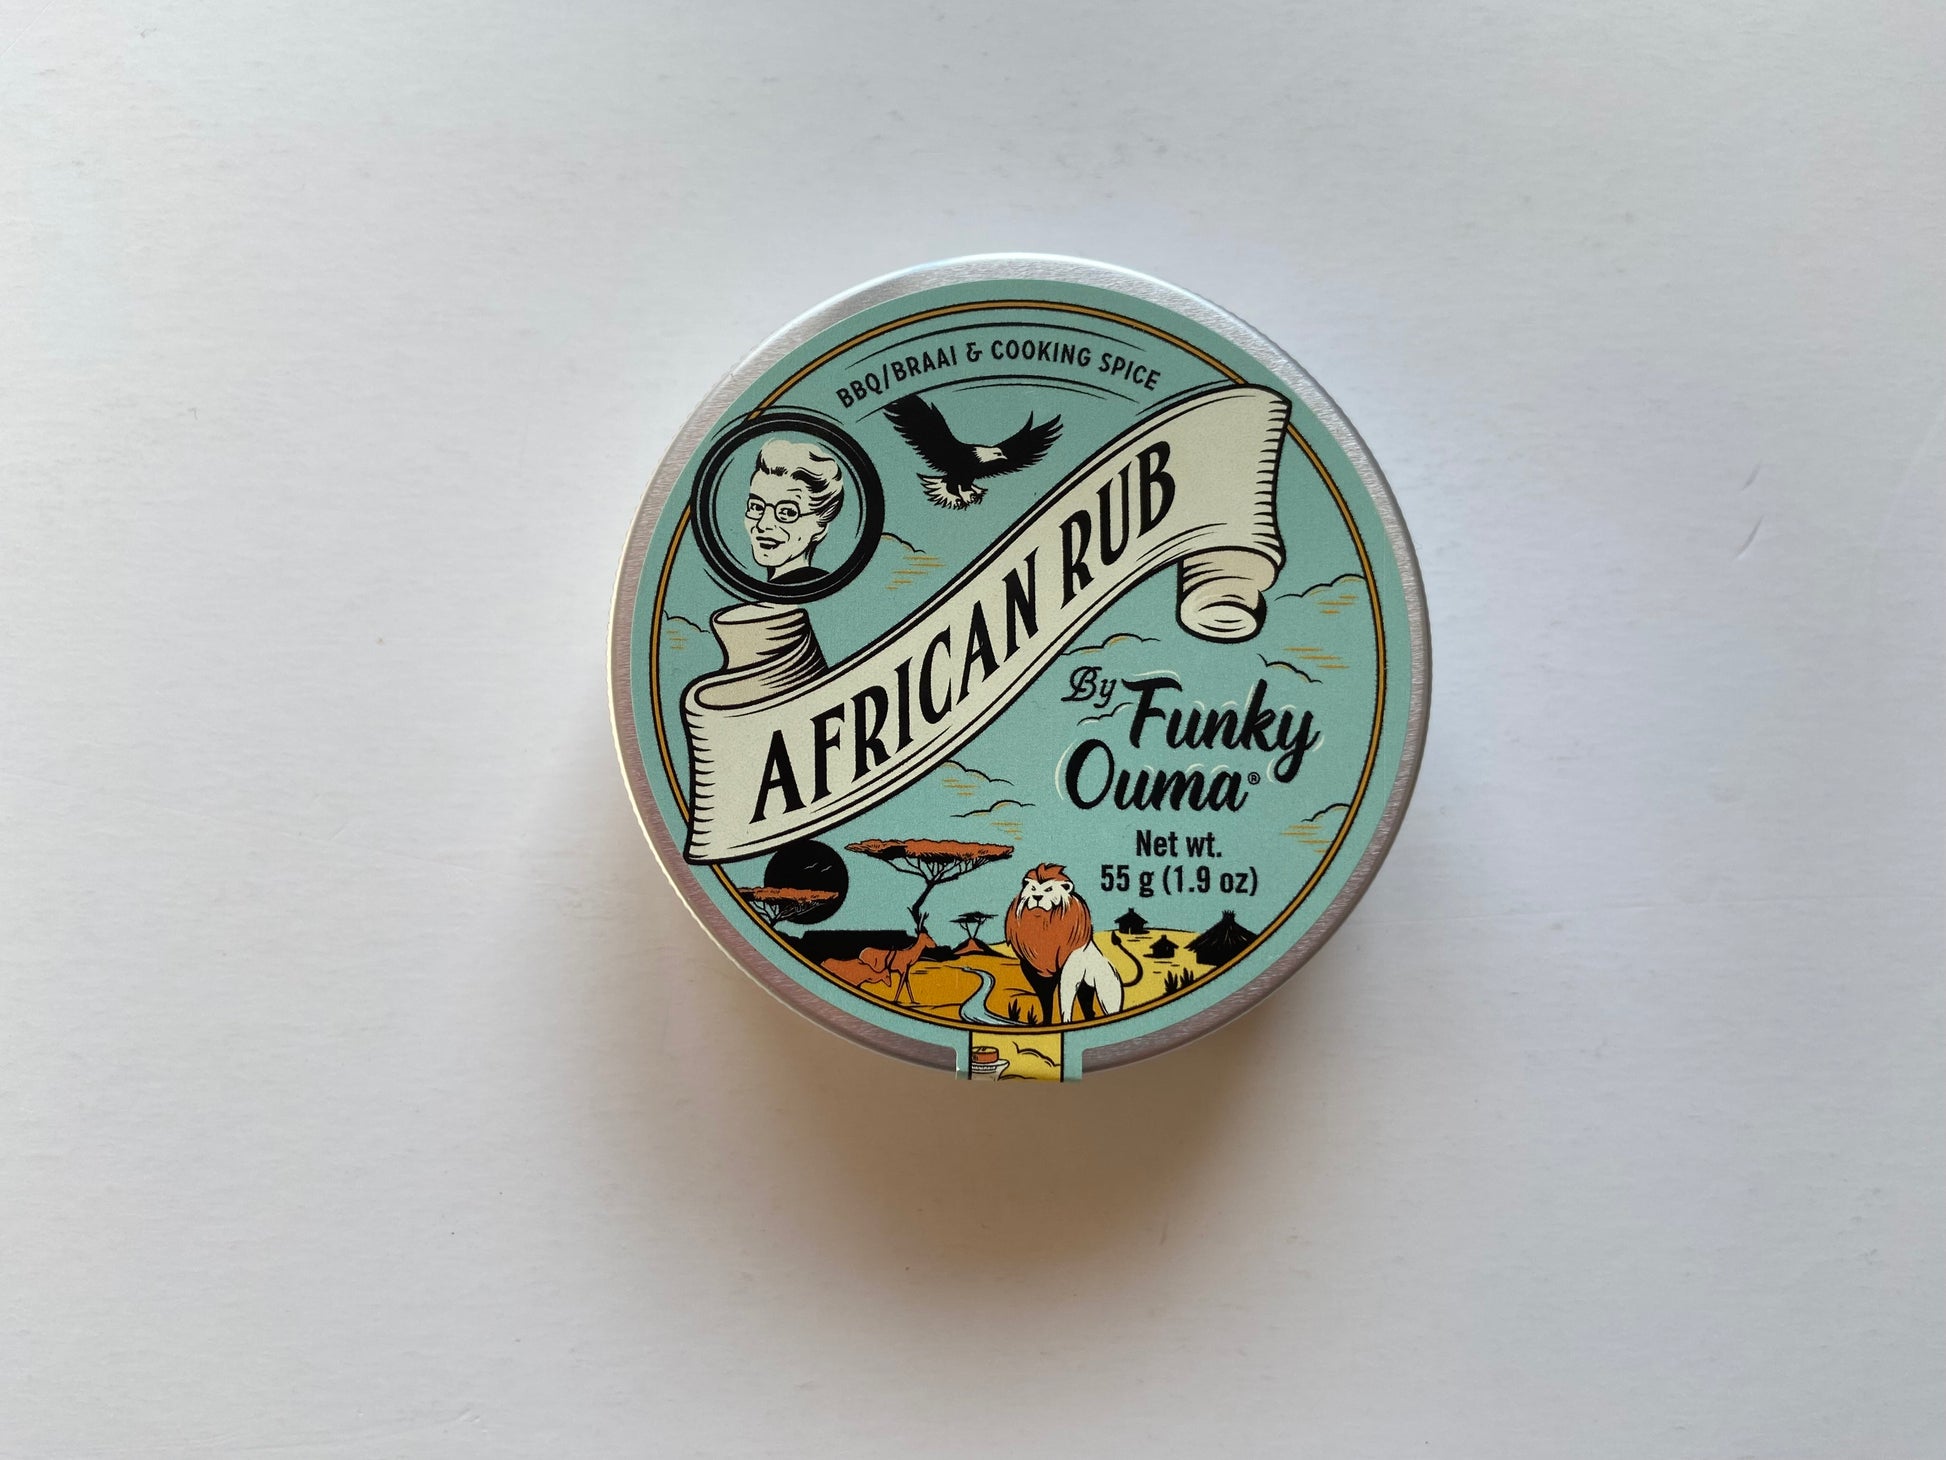 BBQ/BRAAI & COOKING SPICE
AFRICAN RUB
By Funky
Ouma®
Net wt.
55 g (1.9 oz)